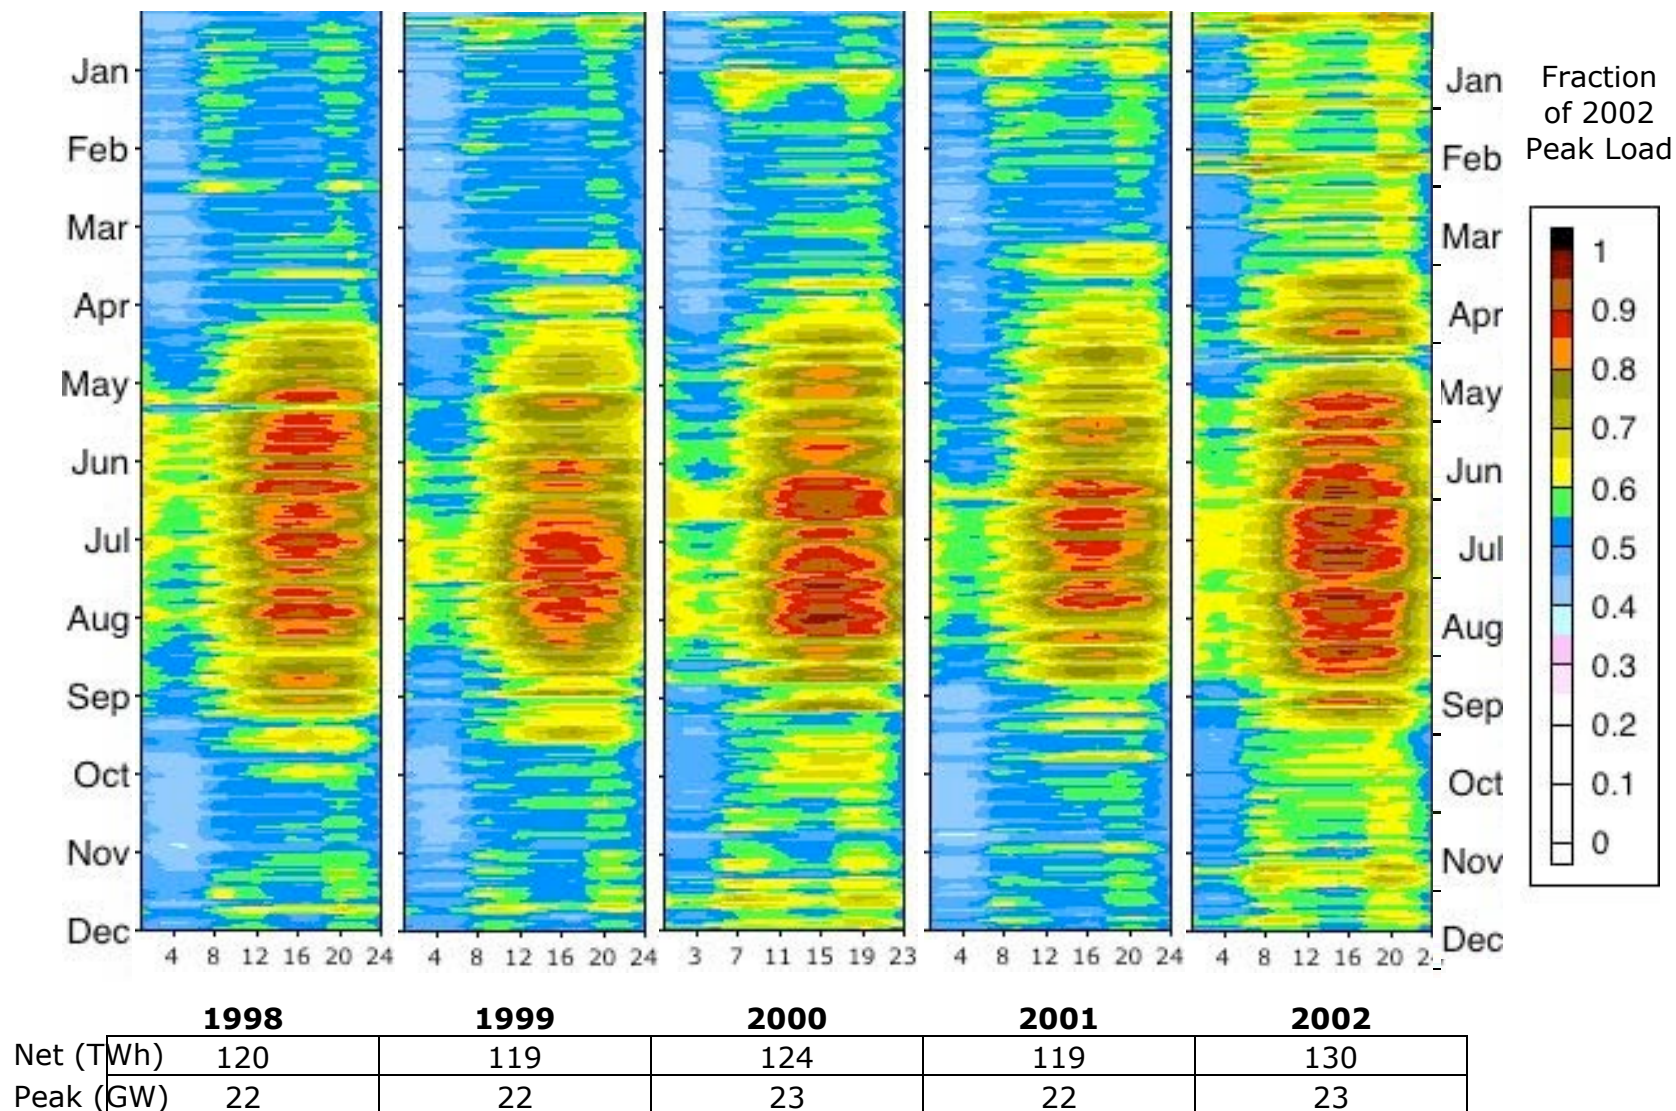 Jan
Feb
Mar
Apr
May
Jun
Jul
Aug
Sep
Oct
Nov
Dec
4 8 12 16 20 24
4 8 12 16 20 24
3 7 11 15 19 23
4 8 12 16 20 24
4 8 12 16 20 24
Jan
Feb
Mar
Apr
May
Jun
Jul
Aug
Sep
Oct
Nov
Dec
Fraction
of 2002
Peak Load
1
0.9
0.8
0.7
0.6
0.5
0.4
0.3
0.2
0.1
0
1998 1999 2000 2001 2002
Net (TWh) 120 119 124 119 130
Peak (GW) 22 22 23 22 23